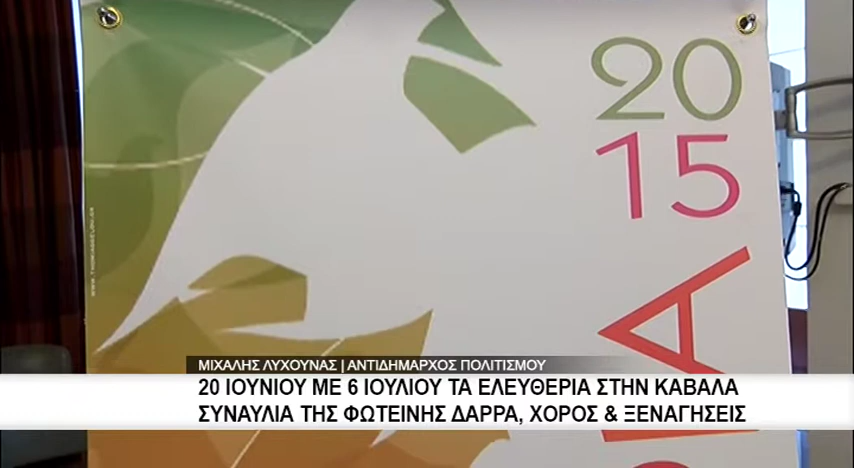 20
15
ΙΑ
ΜΙΧΑΛΗΣ ΛΥΧΟΥΝΑΣ | ΑΝΤΙΔΗΜΑΡΧΟΣ ΠΟΛΙΤΙΣΜΟΥ
20 ΙΟΥΝΙΟΥ ΜΕ 6 ΙΟΥΛΙΟΥ ΤΑ ΕΛΕΥΘΕΡΙΑ ΣΤΗΝ ΚΑΒΑΛΑ
ΣΥΝΑΥΛΙΑ ΤΗΣ ΦΩΤΕΙΝΗΣ ΔΑΡΡΑ, ΧΟΡΟΣ & ΞΕΝΑΓΗΣΕΙΣ